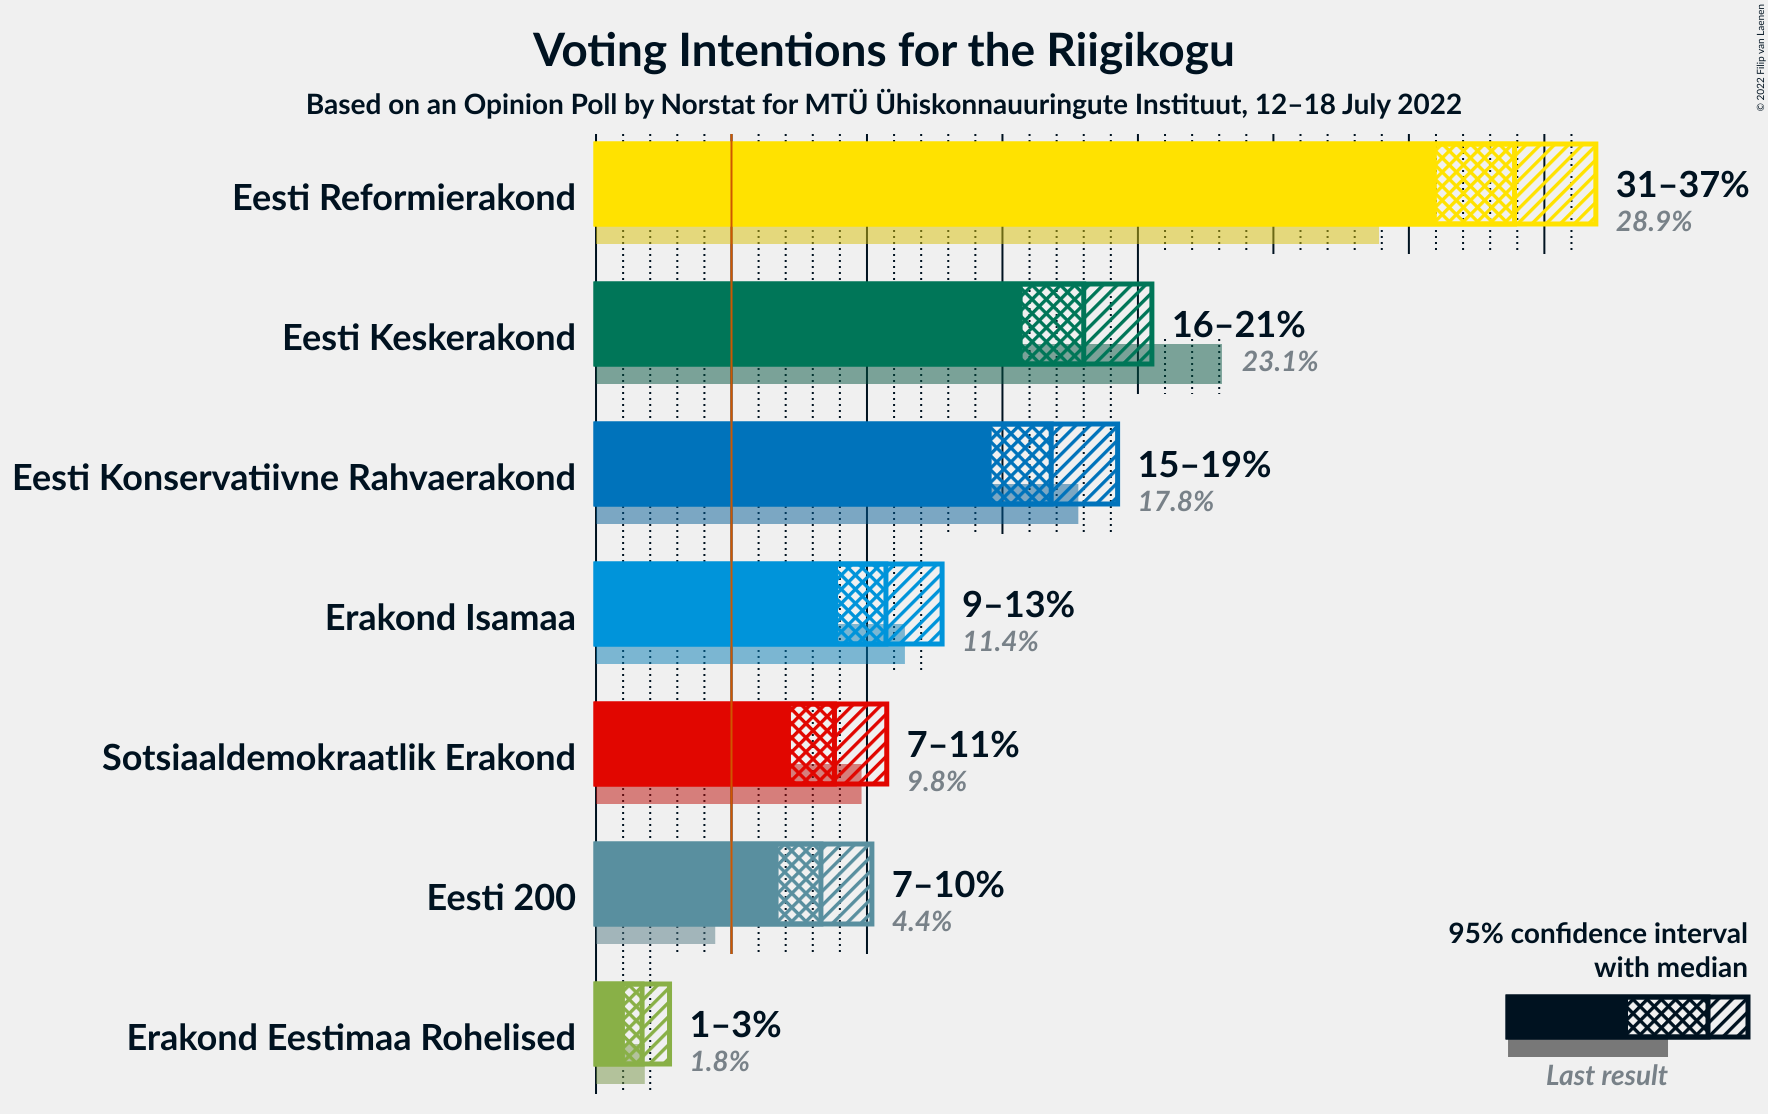 Voting Intentions for the Riigikogu
Based on an Opinion Poll by Norstat for MTÜ Ühiskonnauuringute Instituut, 12–18 July 2022
© 2022 Filip van Laenen
Eesti Reformierakond
31–37%
28.9%
Eesti Keskerakond
16–21%
23.1%
Eesti Konservatiivne Rahvaerakond
15–19%
17.8%
Erakond Isamaa
9–13%
11.4%
Sotsiaaldemokraatlik Erakond
7–11%
9.8%
Eesti 200
7–10%
4.4%
Erakond Eestimaa Rohelised
1–3%
1.8%
95% confidence interval
with median
Last result